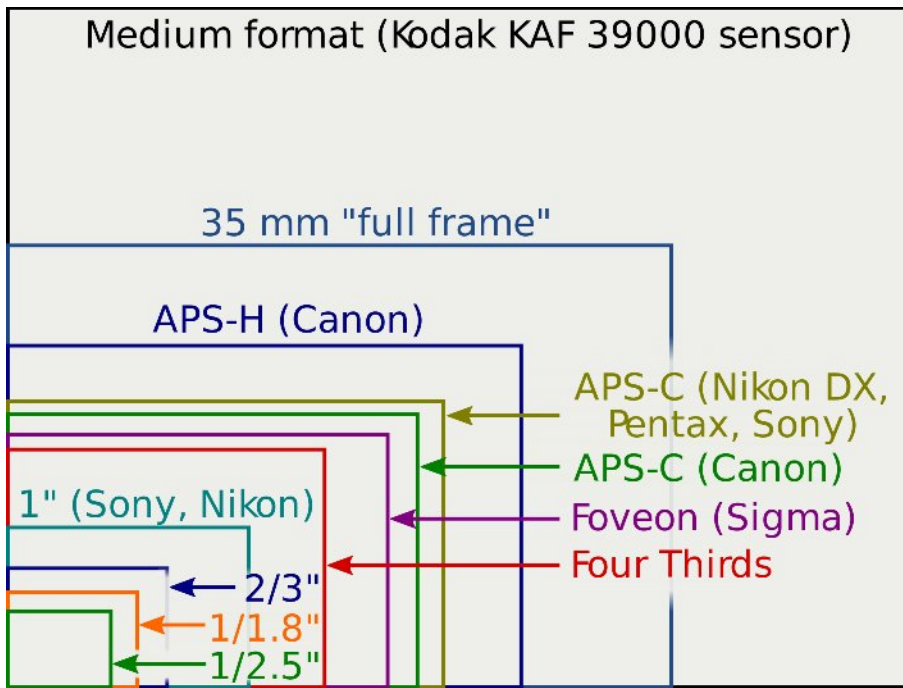 Medium format (Kodak KAF 39000 sensor)
35 mm "full frame"
APS-H (Canon)
APS-C (Nikon DX,
Pentax, Sony)
APS-C (Canon)
1" (Sony, Nikon)
Foveon (Sigma)
Four Thirds
2/3"
1/1.8"
1/2.5"